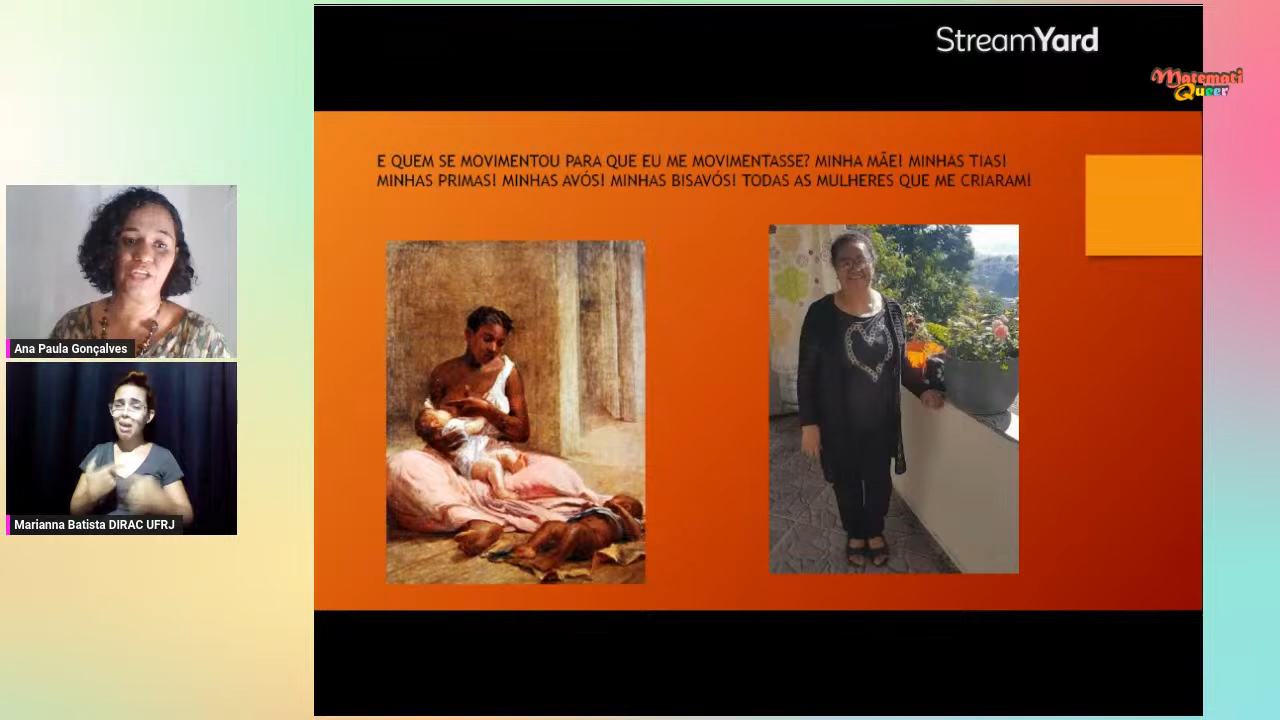 StreamYard
Matemati
Queer
E QUEM SE MOVIMENTOU PARA QUE EU ME MOVIMENTASSE? MINHA MÃE! MINHAS TIAS!
MINHAS PRIMAS! MINHAS AVÓS! MINHAS BISAVÓS! TODAS AS MULHERES QUE ME CRIARAM!
Ana Paula Gonçalves
Marianna Batista DIRAC UFRJ